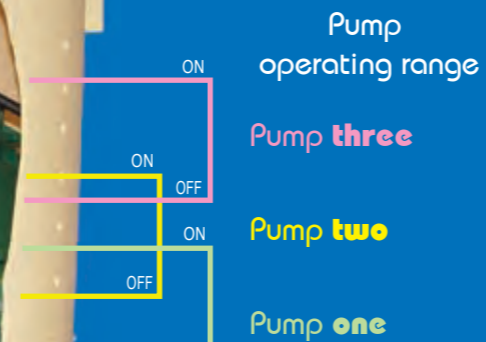 Pump
operating range
ON
Pump three
ON
OFF
ON
Pump two
OFF
Pump one